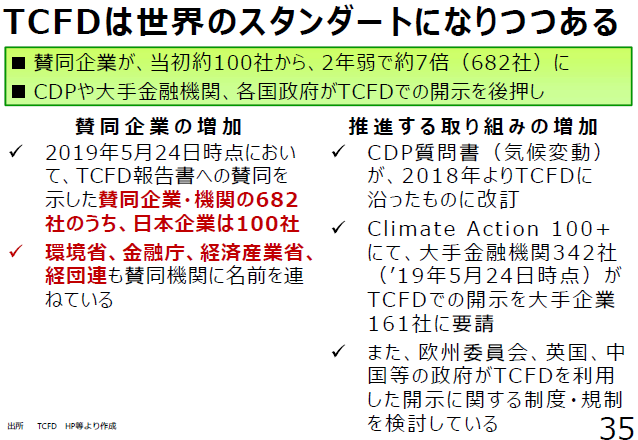 TCFDは世界のスタンダートになりつつある
■ 賛同企業が、当初約100社から、2年弱で約7倍（682社）に
■ CDPや大手金融機関、各国政府がTCFDでの開示を後押し
賛同企業の増加
✓ 2019年5月24日時点におい
て、TCFD報告書への賛同を
示した賛同企業・機関の682
社のうち、日本企業は100社
✓ 環境省、金融庁、経済産業省、
経団連も賛同機関に名前を連
ねている
推進する取り組みの増加
✓ CDP質問書（気候変動）
が、2018年よりTCFDに
沿ったものに改訂
✓ Climate Action 100+
にて、大手金融機関342社
（’19年5月24日時点）が
TCFDでの開示を大手企業
161社に要請
✓ また、欧州委員会、英国、中
国等の政府がTCFDを利用
した開示に関する制度・規制
を検討している
出所 TCFD HP等より作成
35